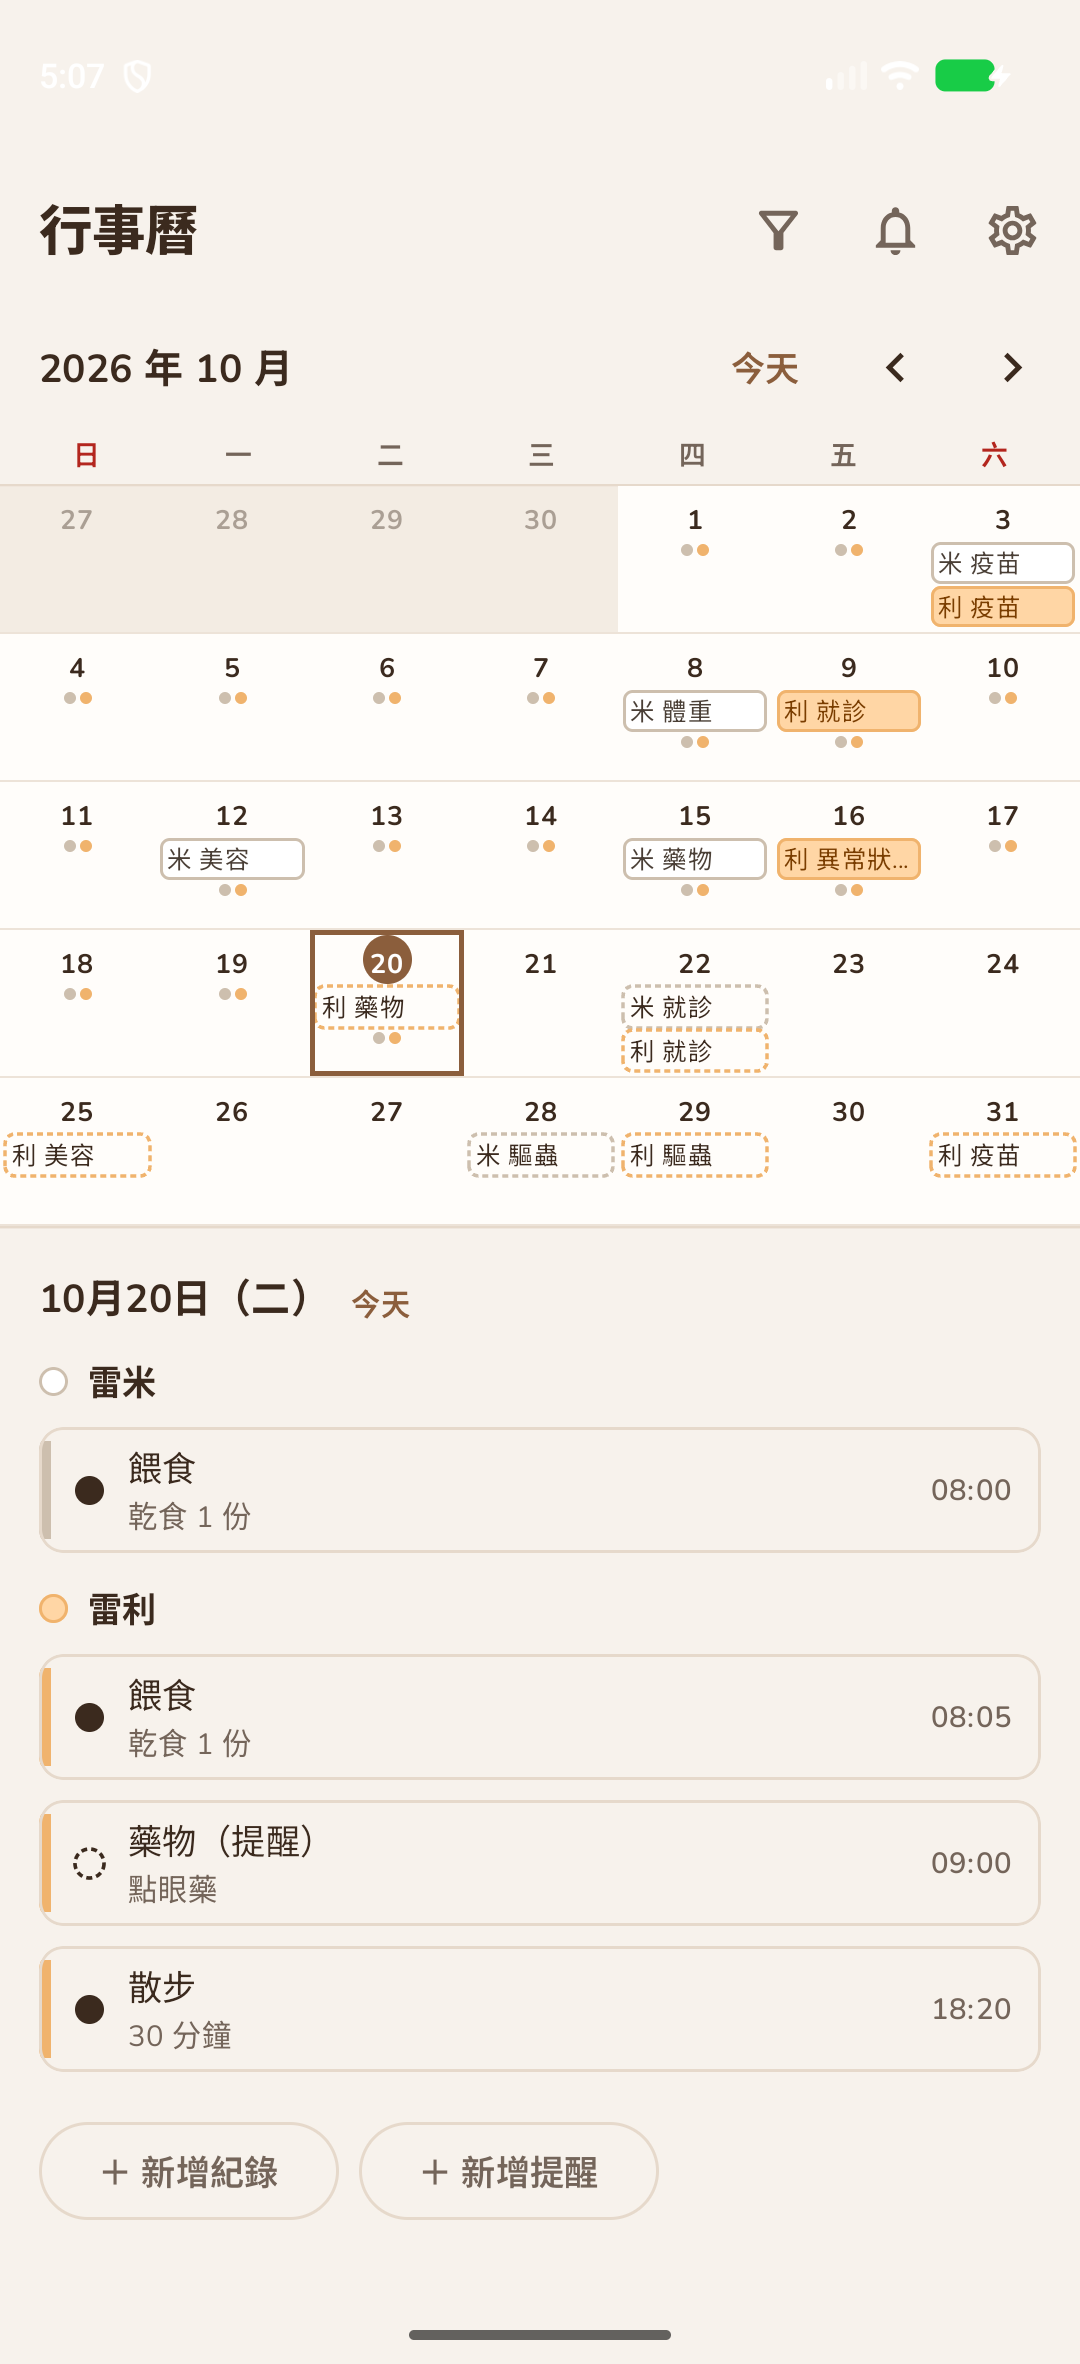 5:07
行事曆
2026 年 10 月 今天
日 一 二 三 四 五 六
27 28 29 30 1 2 3
米 疫苗
利 疫苗
4 5 6 7 8 9 10
米 體重 利 就診
11 12 13 14 15 16 17
米 美容 米 藥物 利 異常狀...
18 19 20 21 22 23 24
利 藥物 米 就診
利 就診
25 26 27 28 29 30 31
利 美容 米 驅蟲 利 驅蟲 利 疫苗
10月20日（二） 今天
雷米
餵食
乾食 1 份
08:00
雷利
餵食
乾食 1 份
08:05
藥物（提醒）
點眼藥
09:00
散步
30 分鐘
18:20
＋ 新增紀錄 ＋ 新增提醒